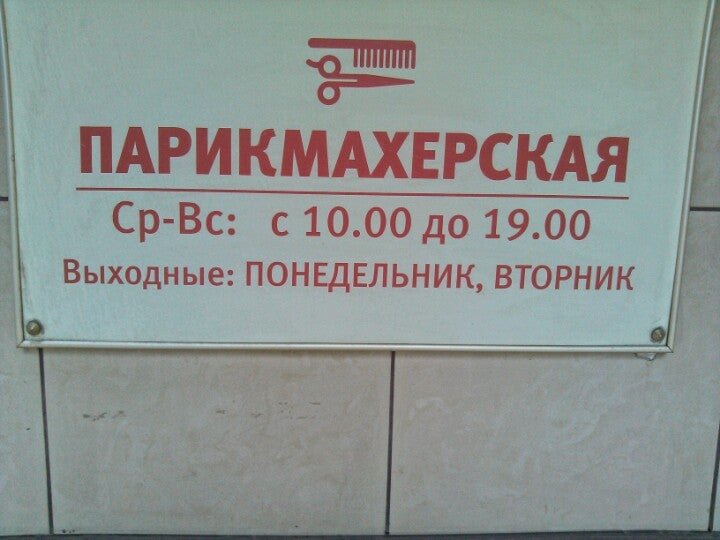 ПАРИКМАХЕРСКАЯ
Ср-Вс: с 10.00 до 19.00
Выходные: ПОНЕДЕЛЬНИК, ВТОРНИК